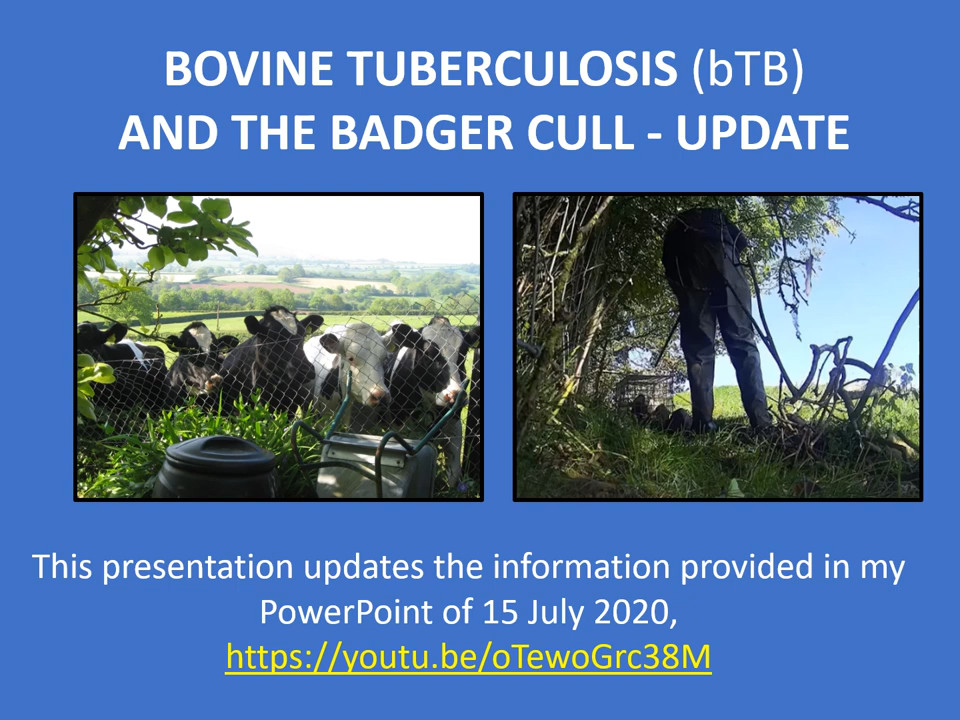 BOVINE TUBERCULOSIS (bTB)
AND THE BADGER CULL - UPDATE
This presentation updates the information provided in my
PowerPoint of 15 July 2020,
https://youtu.be/oTewoGrc38M